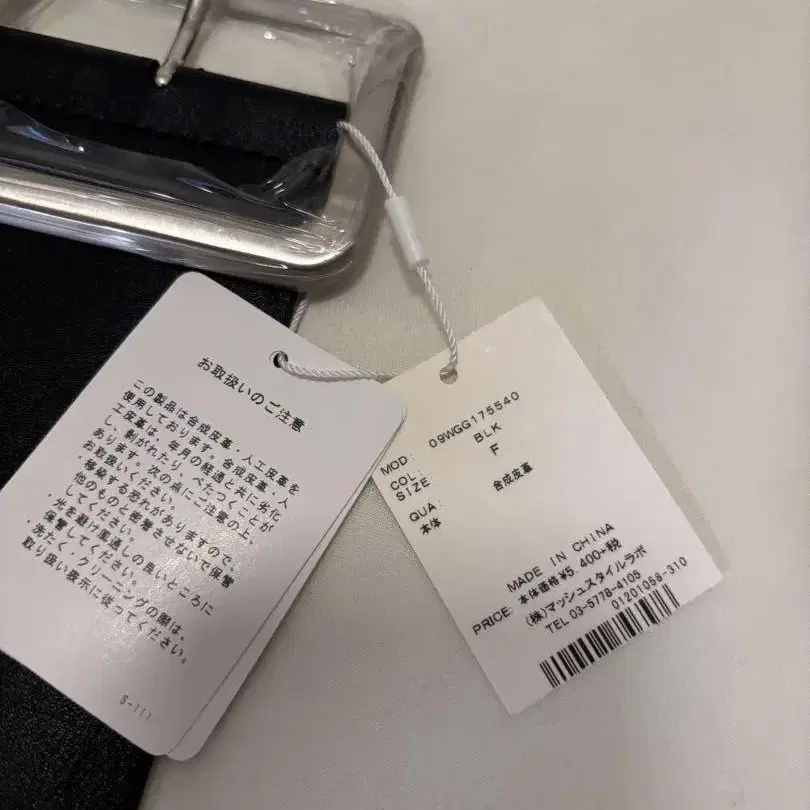 お取扱いのご注意
この製品は合成皮革・人工皮革を
使用しております。合成皮革・人
工皮革は、年月の経過と共に劣化
し、剥がれたり、べたつくことが
あります。次の点にご注意の上、
お取扱いください。
・移染する恐れがありますので、
他のものと密着させないで保管
してください。
・光を避け風通しの良いところに
保管してください。
・洗たく・クリーニングの際は、
取り扱い表示に従ってください。
S-111
MOD: 09WGG175540
COL: BLK
SIZE F
QUA: 合成皮革
本体
MADE IN CHINA
PRICE: 本体価格¥5,400+税
(株)マッシュスタイルラボ
TEL 03-5778-4105
01201058-310